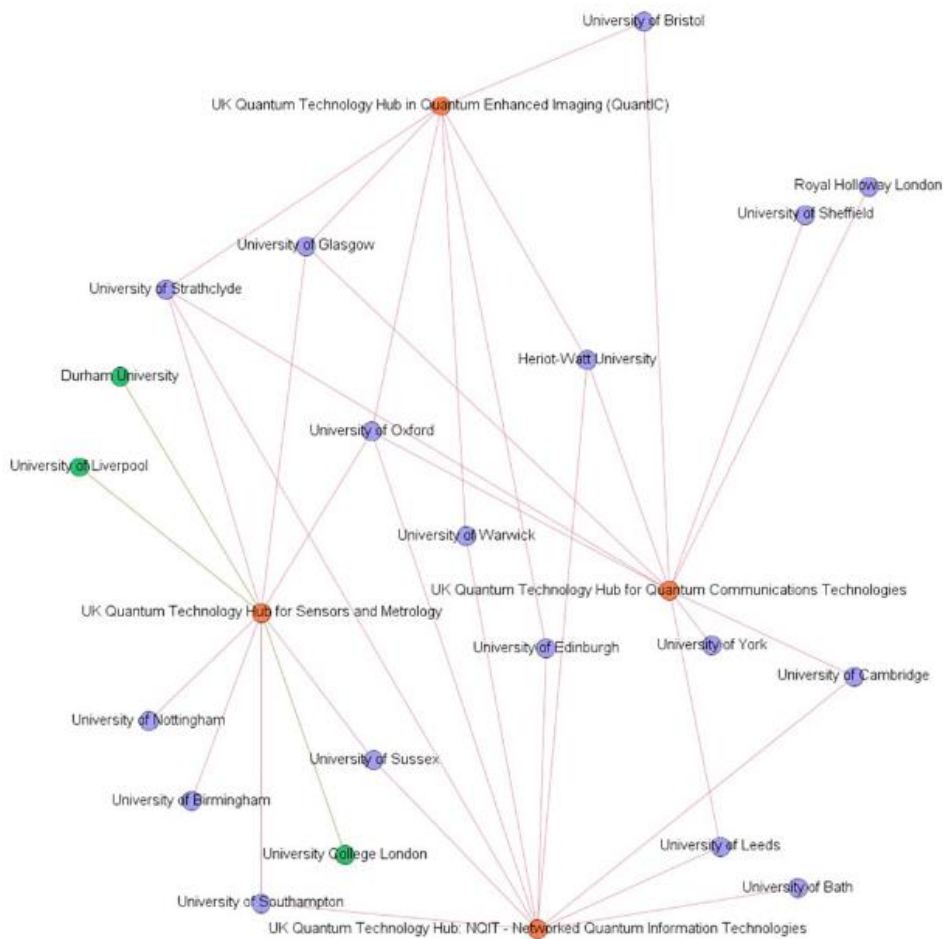 University of Bristol
UK Quantum Technology Hub in Quantum Enhanced Imaging (QuantIC)
Royal Holloway London
University of Sheffield
University of Glasgow
University of Strathclyde
Heriot-Watt University
Durham University
University of Oxford
University of Liverpool
University of Warwick
UK Quantum Technology Hub for Quantum Communications Technologies
UK Quantum Technology Hub for Sensors and Metrology
University of York
University of Edinburgh
University of Cambridge
University of Nottingham
University of Sussex
University of Birmingham
University of Leeds
University College London
University of Bath
University of Southampton
UK Quantum Technology Hub: NQIT - Networked Quantum Information Technologies